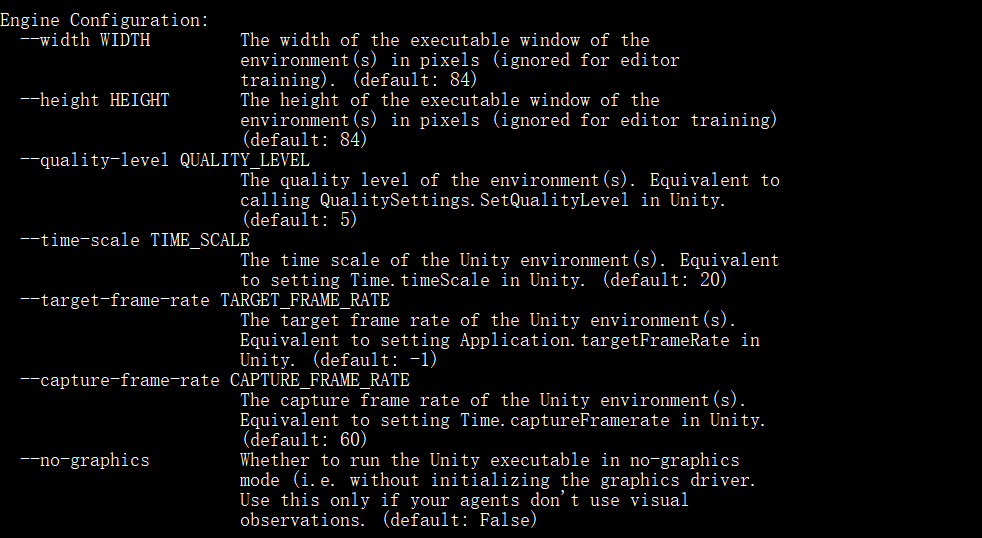 Engine Configuration:
--width WIDTH The width of the executable window of the
environment(s) in pixels (ignored for editor
training). (default: 84)
--height HEIGHT The height of the executable window of the
environment(s) in pixels (ignored for editor training)
(default: 84)
--quality-level QUALITY_LEVEL
The quality level of the environment(s). Equivalent to
calling QualitySettings.SetQualityLevel in Unity.
(default: 5)
--time-scale TIME_SCALE
The time scale of the Unity environment(s). Equivalent
to setting Time.timeScale in Unity. (default: 20)
--target-frame-rate TARGET_FRAME_RATE
The target frame rate of the Unity environment(s).
Equivalent to setting Application.targetFrameRate in
Unity. (default: -1)
--capture-frame-rate CAPTURE_FRAME_RATE
The capture frame rate of the Unity environment(s).
Equivalent to setting Time.captureFramerate in Unity.
(default: 60)
--no-graphics Whether to run the Unity executable in no-graphics
mode (i.e. without initializing the graphics driver.
Use this only if your agents don't use visual
observations. (default: False)